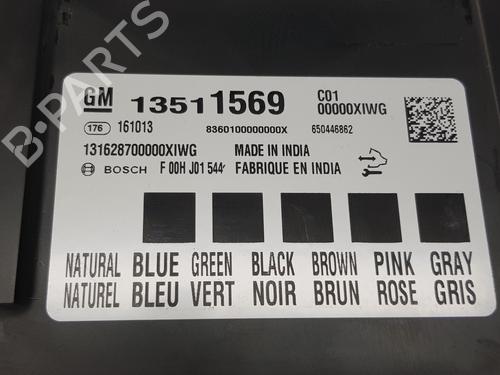 B-PARTS
GM 13511569 C01
00000XIWG
176 161013 8360100000000X 650446862
131628700000XIWG MADE IN INDIA
BOSCH F 00H J01 544 FABRIQUE EN INDIA
NATURAL BLUE GREEN BLACK BROWN PINK GRAY
NATUREL BLEU VERT NOIR BRUN ROSE GRIS